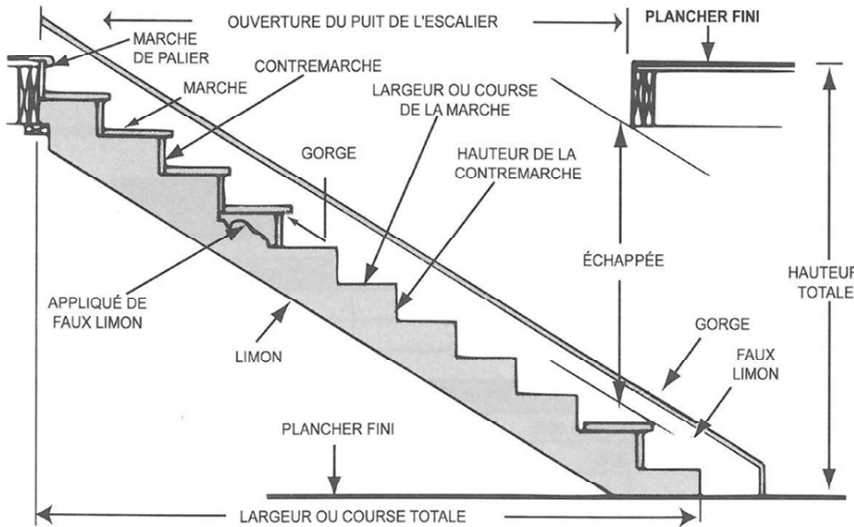 OUVERTURE DU PUIT DE L'ESCALIER
PLANCHER FINI
MARCHE
DE PALIER
CONTREMARCHE
MARCHE
LARGEUR OU COURSE
DE LA MARCHE
GORGE
HAUTEUR DE LA
CONTREMARCHE
ÉCHAPPÉE
HAUTEUR
TOTALE
APPLIQUÉ DE
FAUX LIMON
LIMON
GORGE
FAUX
LIMON
PLANCHER FINI
LARGEUR OU COURSE TOTALE